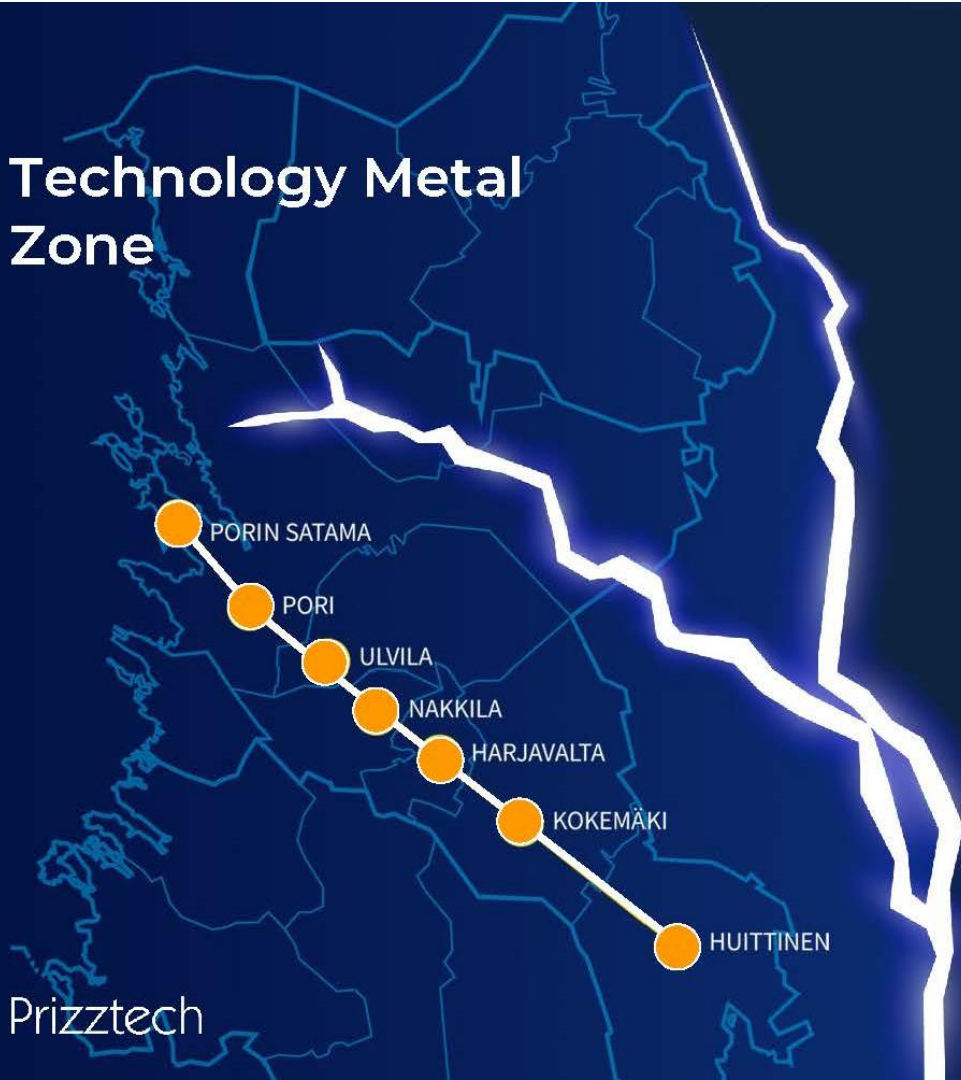 Technology Metal
Zone
PORIN SATAMA
PORI
ULVILA
NAKKILA
HARJAVALTA
KOKEMÄKI
HUITTINEN
Prizztech